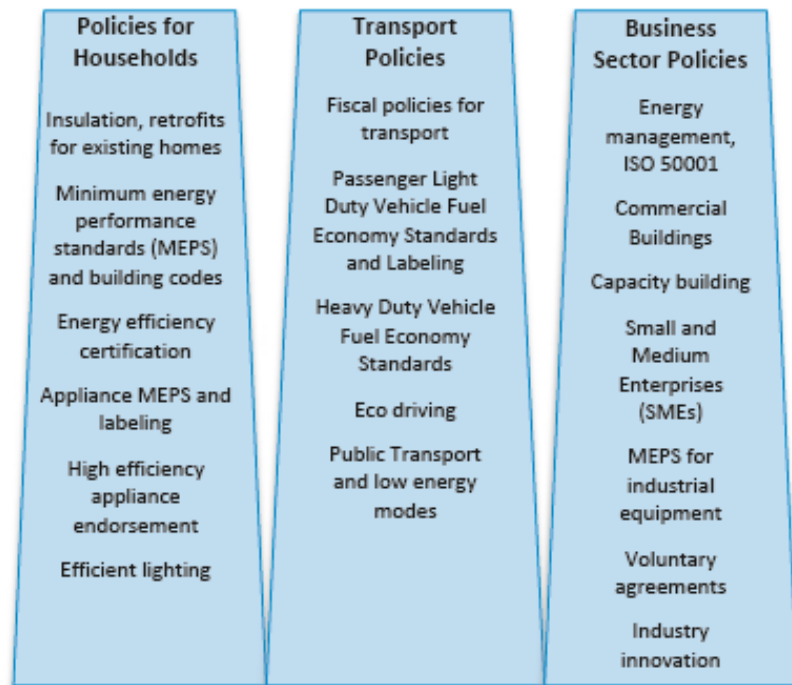 Policies for
Households
Insulation, retrofits
for existing homes
Minimum energy
performance
standards (MEPS)
and building codes
Energy efficiency
certification
Appliance MEPS and
labeling
High efficiency
appliance
endorsement
Efficient lighting
Transport
Policies
Fiscal policies for
transport
Passenger Light
Duty Vehicle Fuel
Economy Standards
and Labeling
Heavy Duty Vehicle
Fuel Economy
Standards
Eco driving
Public Transport
and low energy
modes
Business
Sector Policies
Energy
management,
ISO 50001
Commercial
Buildings
Capacity building
Small and
Medium
Enterprises
(SMEs)
MEPS for
industrial
equipment
Voluntary
agreements
Industry
innovation